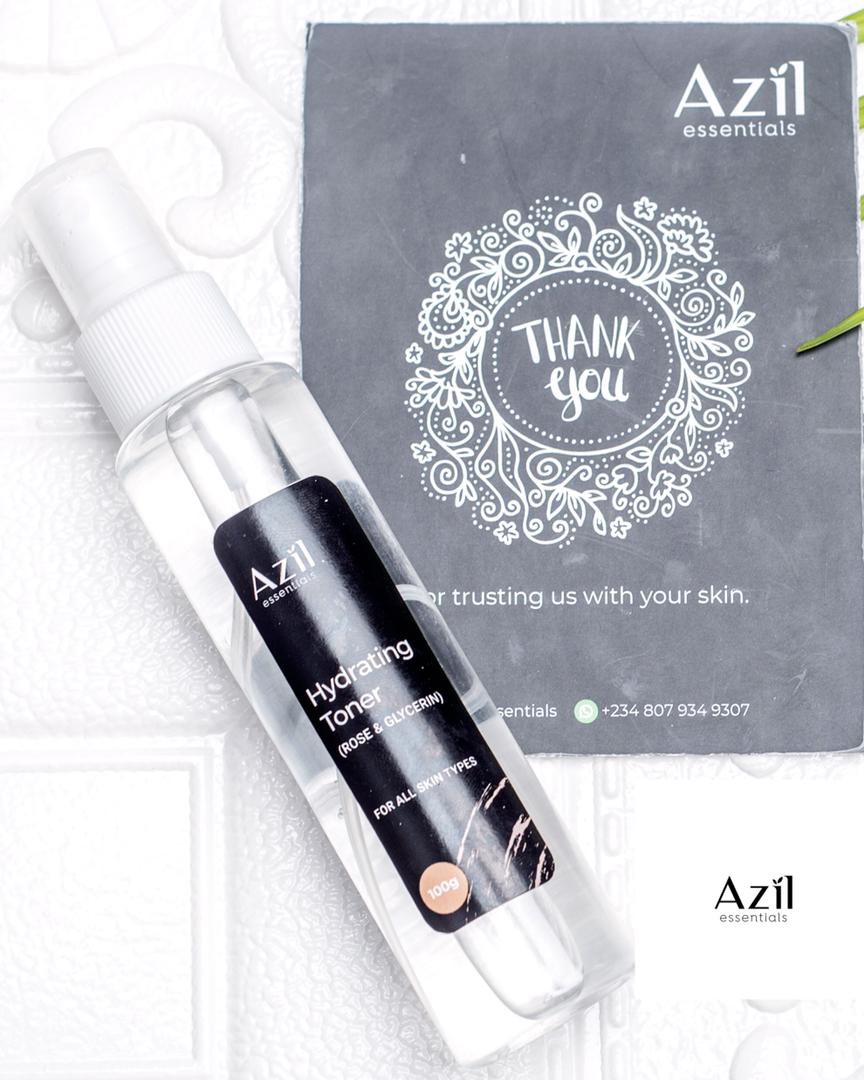 Azil
essentials
THANK
you
or trusting us with your skin.
sentials +234 807 934 9307
Azil
essentials
Hydrating
Toner
(ROSE & GLYCERIN)
FOR ALL SKIN TYPES
100g
Azil
essentials